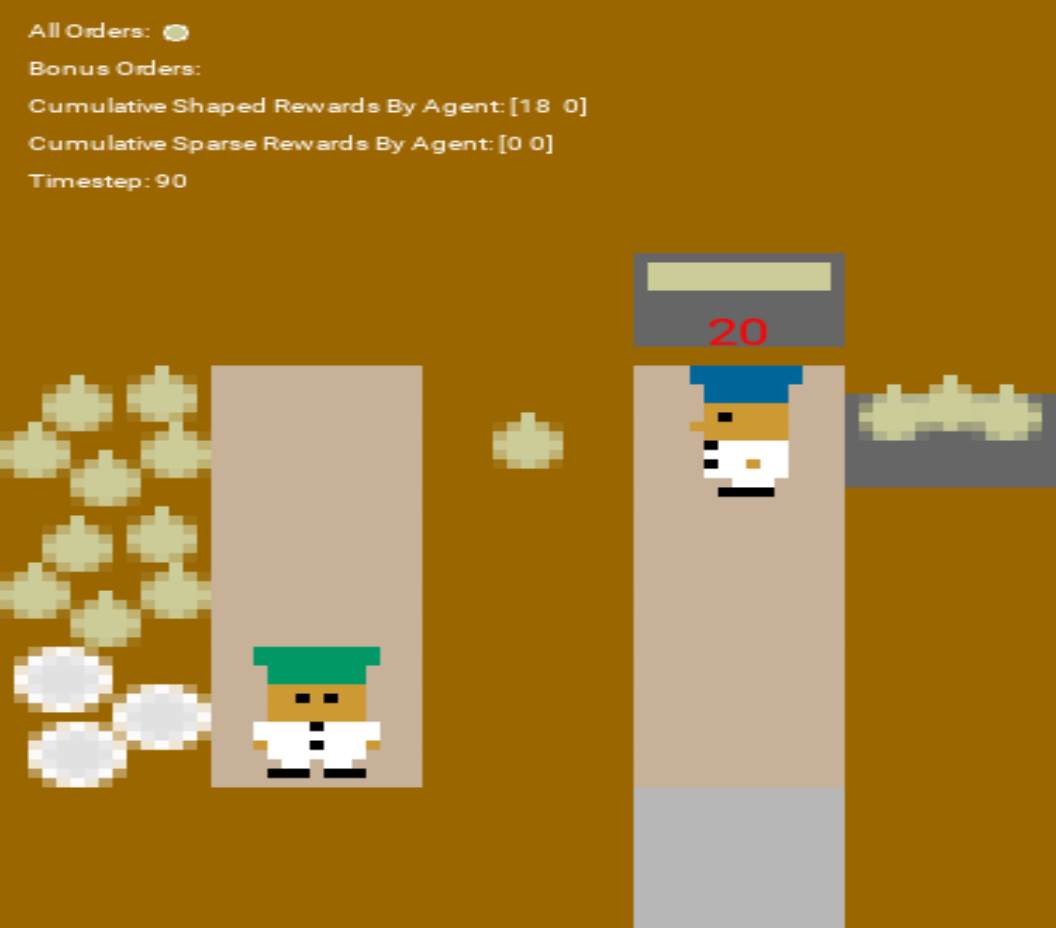 All Orders:
Bonus Orders:
Cumulative Shaped Rewards By Agent: [18 0]
Cumulative Sparse Rewards By Agent: [0 0]
Timestep: 90
20